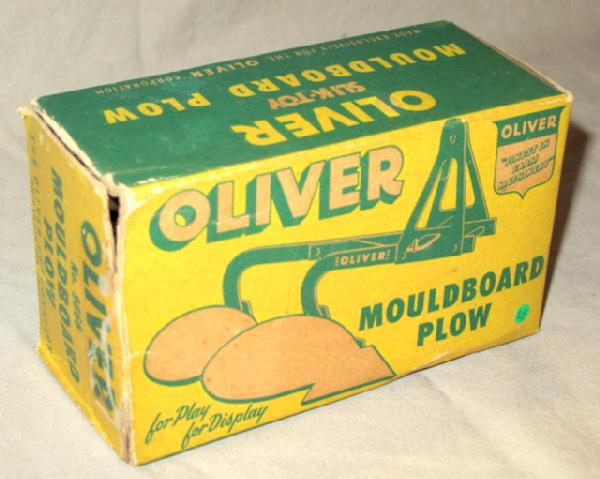 MADE EXCLUSIVELY FOR THE OLIVER CORPORATION
MOULDBOARD PLOW
SLIK-TOY
OLIVER
OLIVER
OLIVER
"FINEST IN
FARM
MACHINERY"
OLIVER
MOULDBOARD
PLOW
for Play
for Display
OLIVER
MOULDBOARD
PLOW